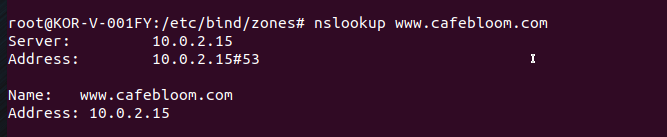 root@KOR-V-001FY:/etc/bind/zones# nslookup www.cafebloom.com
Server:         10.0.2.15
Address:        10.0.2.15#53
Name:   www.cafebloom.com
Address: 10.0.2.15